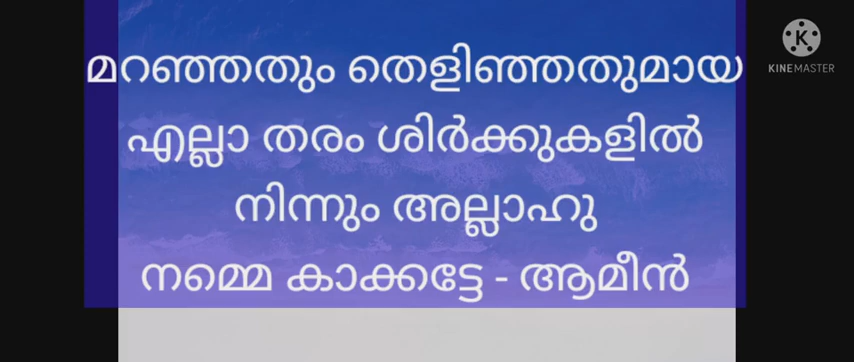 മറഞ്ഞതും തെളിഞ്ഞതുമായ
എല്ലാ തരം ശിർക്കുകളിൽ
നിന്നും അല്ലാഹു
നമ്മെ കാക്കട്ടേ - ആമീൻ
KINEMASTER